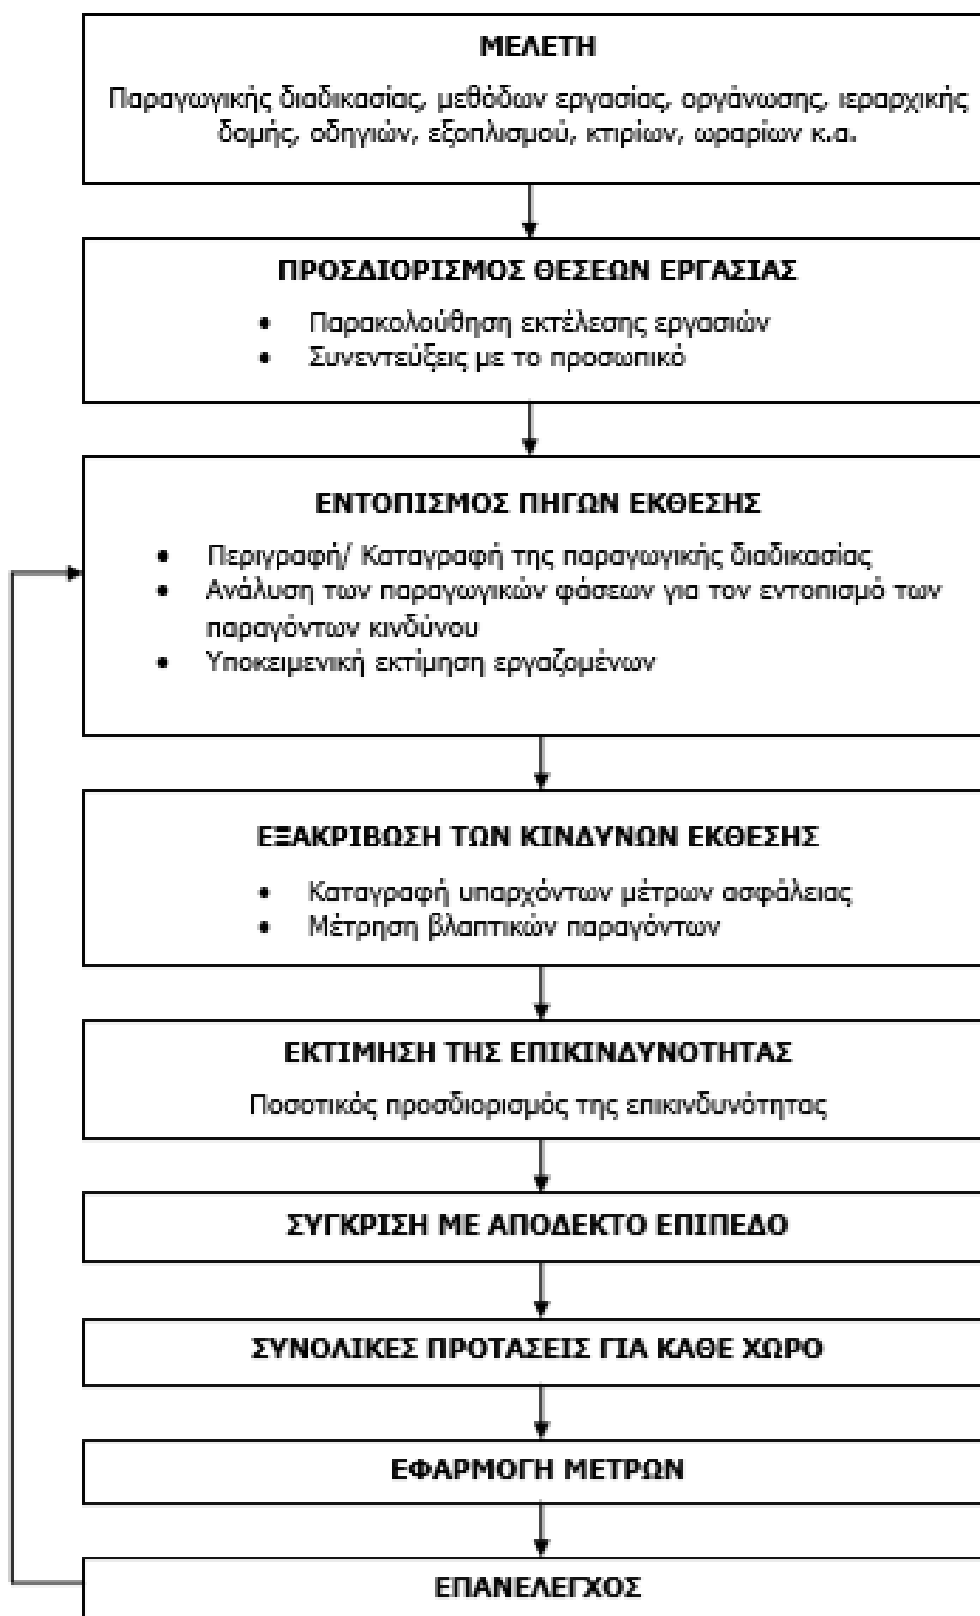 ΜΕΛΕΤΗ
Παραγωγικής διαδικασίας, μεθόδων εργασίας, οργάνωσης, ιεραρχικής
δομής, οδηγιών, εξοπλισμού, κτιρίων, ωραρίων κ.α.
ΠΡΟΣΔΙΟΡΙΣΜΟΣ ΘΕΣΕΩΝ ΕΡΓΑΣΙΑΣ
• Παρακολούθηση εκτέλεσης εργασιών
• Συνεντεύξεις με το προσωπικό
ΕΝΤΟΠΙΣΜΟΣ ΠΗΓΩΝ ΕΚΘΕΣΗΣ
• Περιγραφή/ Καταγραφή της παραγωγικής διαδικασίας
• Ανάλυση των παραγωγικών φάσεων για τον εντοπισμό των
παραγόντων κινδύνου
• Υποκειμενική εκτίμηση εργαζομένων
ΕΞΑΚΡΙΒΩΣΗ ΤΩΝ ΚΙΝΔΥΝΩΝ ΕΚΘΕΣΗΣ
• Καταγραφή υπαρχόντων μέτρων ασφάλειας
• Μέτρηση βλαπτικών παραγόντων
ΕΚΤΙΜΗΣΗ ΤΗΣ ΕΠΙΚΙΝΔΥΝΟΤΗΤΑΣ
Ποσοτικός προσδιορισμός της επικινδυνότητας
ΣΥΓΚΡΙΣΗ ΜΕ ΑΠΟΔΕΚΤΟ ΕΠΙΠΕΔΟ
ΣΥΝΟΛΙΚΕΣ ΠΡΟΤΑΣΕΙΣ ΓΙΑ ΚΑΘΕ ΧΩΡΟ
ΕΦΑΡΜΟΓΗ ΜΕΤΡΩΝ
ΕΠΑΝΕΛΕΓΧΟΣ